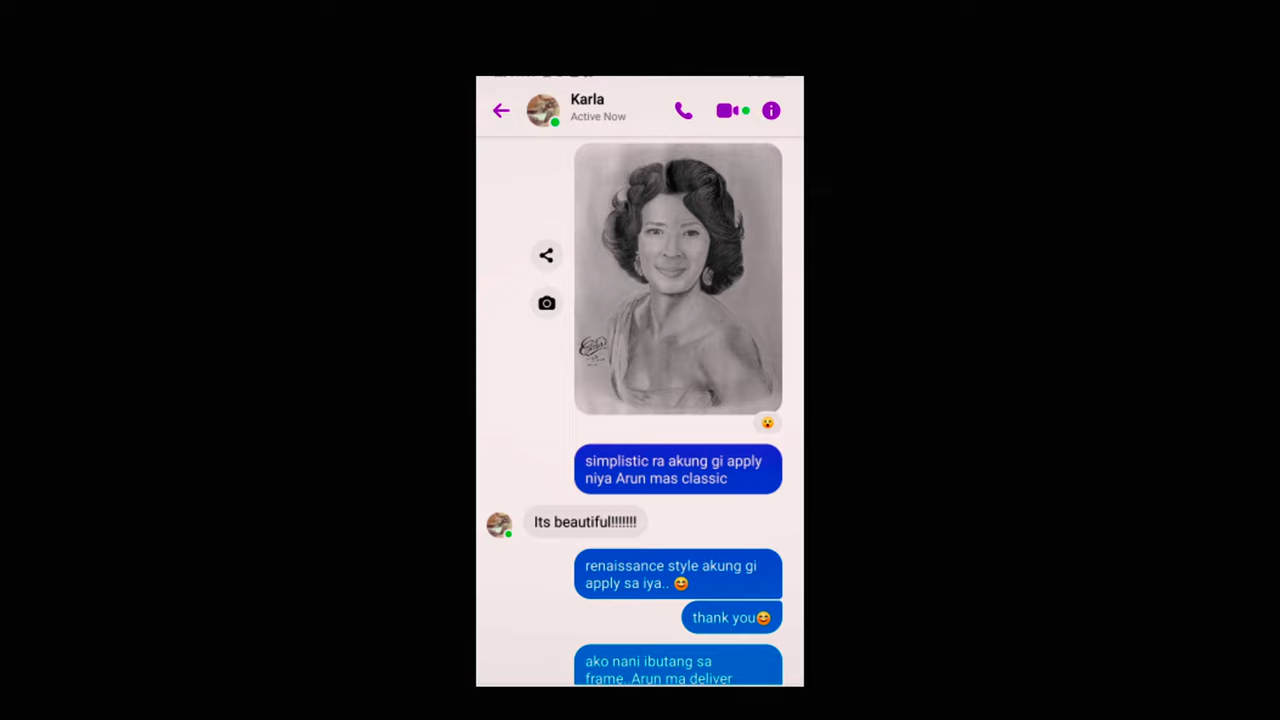 Karla
Active Now
simplistic ra akung gi apply
niya Arun mas classic
Its beautiful!!!!!!!
renaissance style akung gi
apply sa iya.. 😊
thank you😊
ako nani ibutang sa
frame..Arun ma deliver